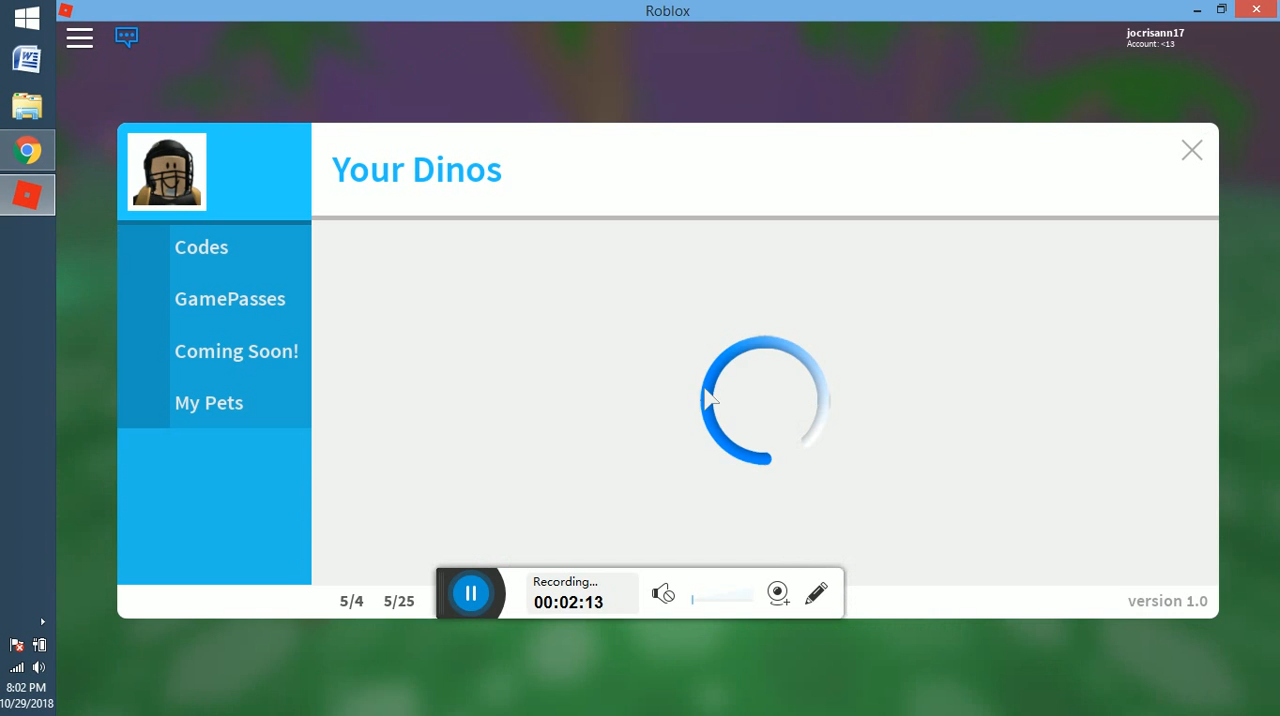 Roblox
jocrisann17
Account: <13
Your Dinos
Codes
GamePasses
Coming Soon!
My Pets
Recording...
00:02:13
5/4 5/25
version 1.0
8:02 PM
10/29/2018